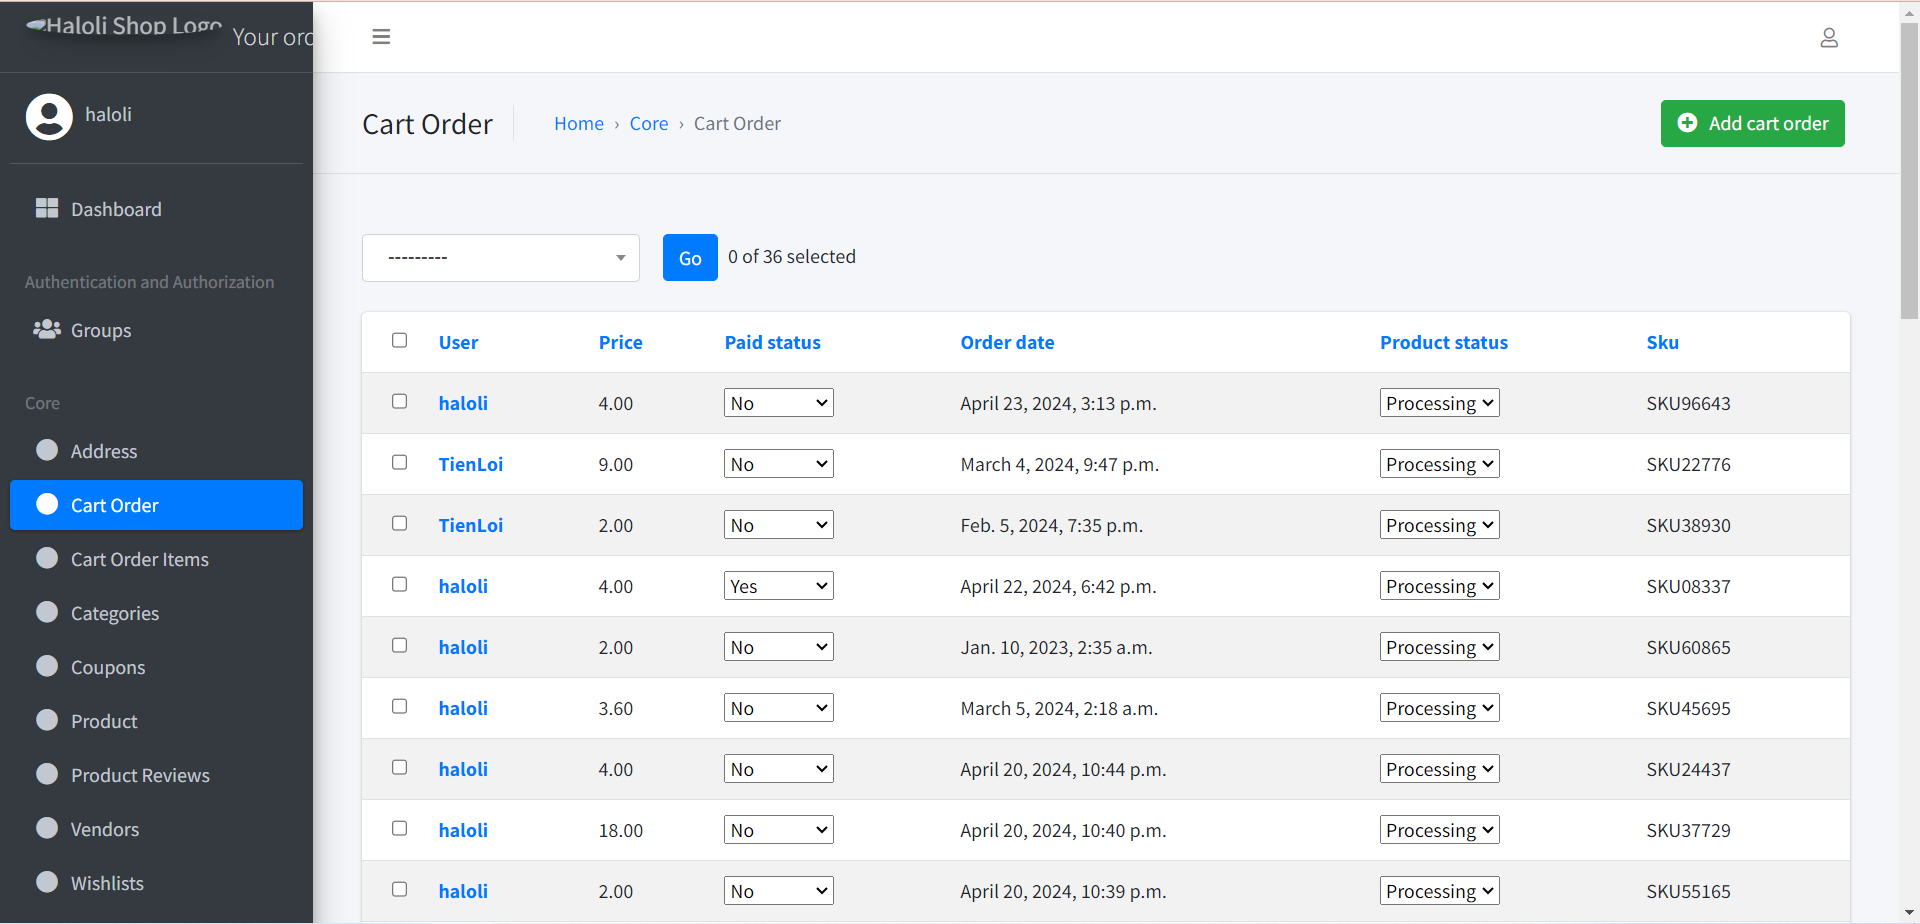 Haloli Shop Logo
Your ord
haloli
Dashboard
Authentication and Authorization
Groups
Core
Address
Cart Order
Cart Order Items
Categories
Coupons
Product
Product Reviews
Vendors
Wishlists
Cart Order
Home › Core › Cart Order
Add cart order
---------
Go
0 of 36 selected
User Price Paid status Order date Product status Sku
haloli 4.00 No April 23, 2024, 3:13 p.m. Processing SKU96643
TienLoi 9.00 No March 4, 2024, 9:47 p.m. Processing SKU22776
TienLoi 2.00 No Feb. 5, 2024, 7:35 p.m. Processing SKU38930
haloli 4.00 Yes April 22, 2024, 6:42 p.m. Processing SKU08337
haloli 2.00 No Jan. 10, 2023, 2:35 a.m. Processing SKU60865
haloli 3.60 No March 5, 2024, 2:18 a.m. Processing SKU45695
haloli 4.00 No April 20, 2024, 10:44 p.m. Processing SKU24437
haloli 18.00 No April 20, 2024, 10:40 p.m. Processing SKU37729
haloli 2.00 No April 20, 2024, 10:39 p.m. Processing SKU55165